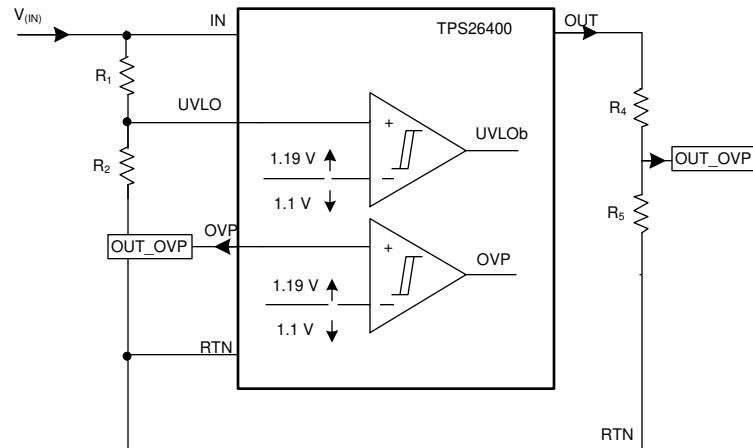 V(IN)
IN
TPS26400
OUT
R1
UVLO
R4
+
UVLOb
OUT_OVP
R2
1.19 V
−
1.1 V
R5
OVP
OUT_OVP
+
OVP
1.19 V
−
1.1 V
RTN
RTN